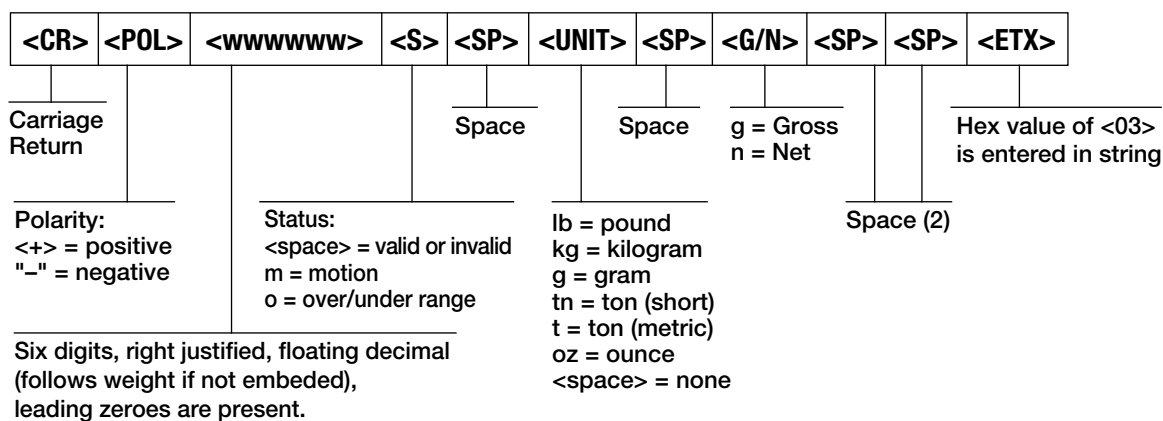 <CR> <POL> <wwwwww> <S> <SP> <UNIT> <SP> <G/N> <SP> <SP> <ETX>
Carriage
Return
Space
Space
g = Gross
n = Net
Hex value of <03>
is entered in string
Polarity:
<+> = positive
"–" = negative
Status:
<space> = valid or invalid
m = motion
o = over/under range
lb = pound
kg = kilogram
g = gram
tn = ton (short)
t = ton (metric)
oz = ounce
<space> = none
Space (2)
Six digits, right justified, floating decimal
(follows weight if not embeded),
leading zeroes are present.